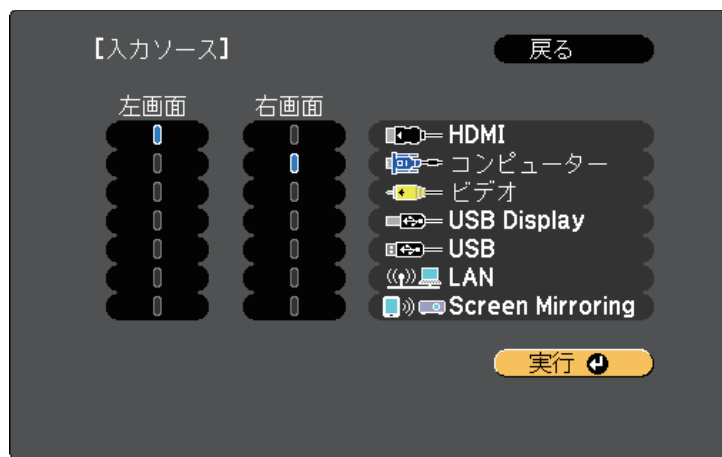 【入力ソース】
戻る
左画面 右画面
HDMI
コンピューター
ビデオ
USB Display
USB
LAN
Screen Mirroring
実行